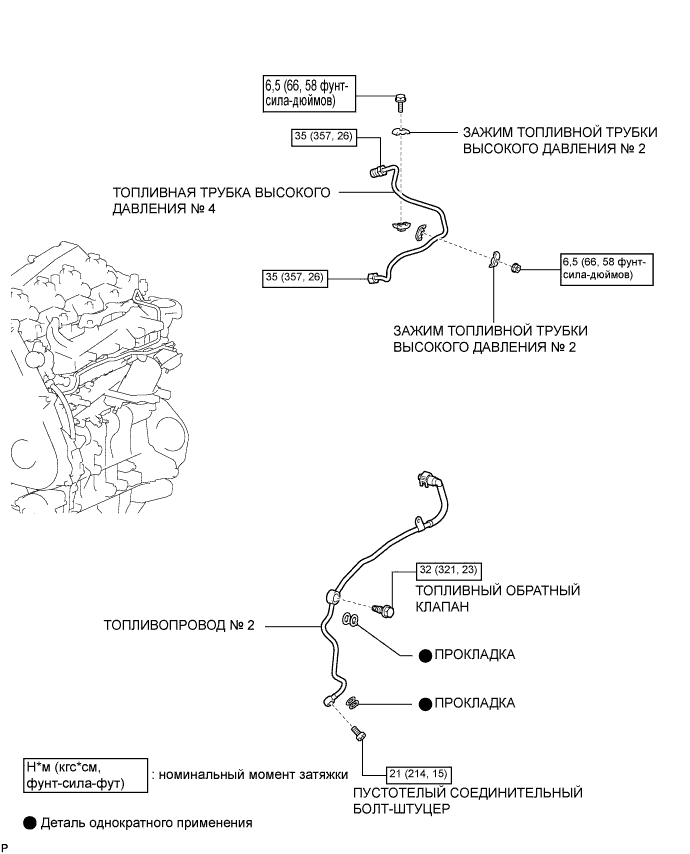 6,5 (66, 58 фунт-
сила-дюймов)
35 (357, 26)
ЗАЖИМ ТОПЛИВНОЙ ТРУБКИ
ВЫСОКОГО ДАВЛЕНИЯ № 2
ТОПЛИВНАЯ ТРУБКА ВЫСОКОГО
ДАВЛЕНИЯ № 4
35 (357, 26)
6,5 (66, 58 фунт-
сила-дюймов)
ЗАЖИМ ТОПЛИВНОЙ ТРУБКИ
ВЫСОКОГО ДАВЛЕНИЯ № 2
32 (321, 23)
ТОПЛИВНЫЙ ОБРАТНЫЙ
КЛАПАН
ТОПЛИВОПРОВОД № 2
ПРОКЛАДКА
ПРОКЛАДКА
21 (214, 15)
ПУСТОТЕЛЫЙ СОЕДИНИТЕЛЬНЫЙ
БОЛТ-ШТУЦЕР
Н*м (кгс*см,
фунт-сила-фут)
: номинальный момент затяжки
Деталь однократного применения
P